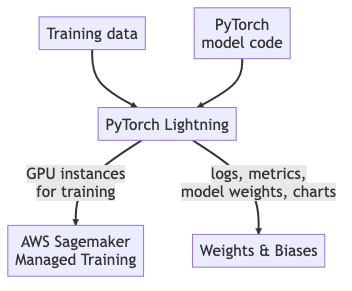 Training data
PyTorch
model code
PyTorch Lightning
GPU instances
for training
logs, metrics,
model weights, charts
AWS Sagemaker
Managed Training
Weights & Biases